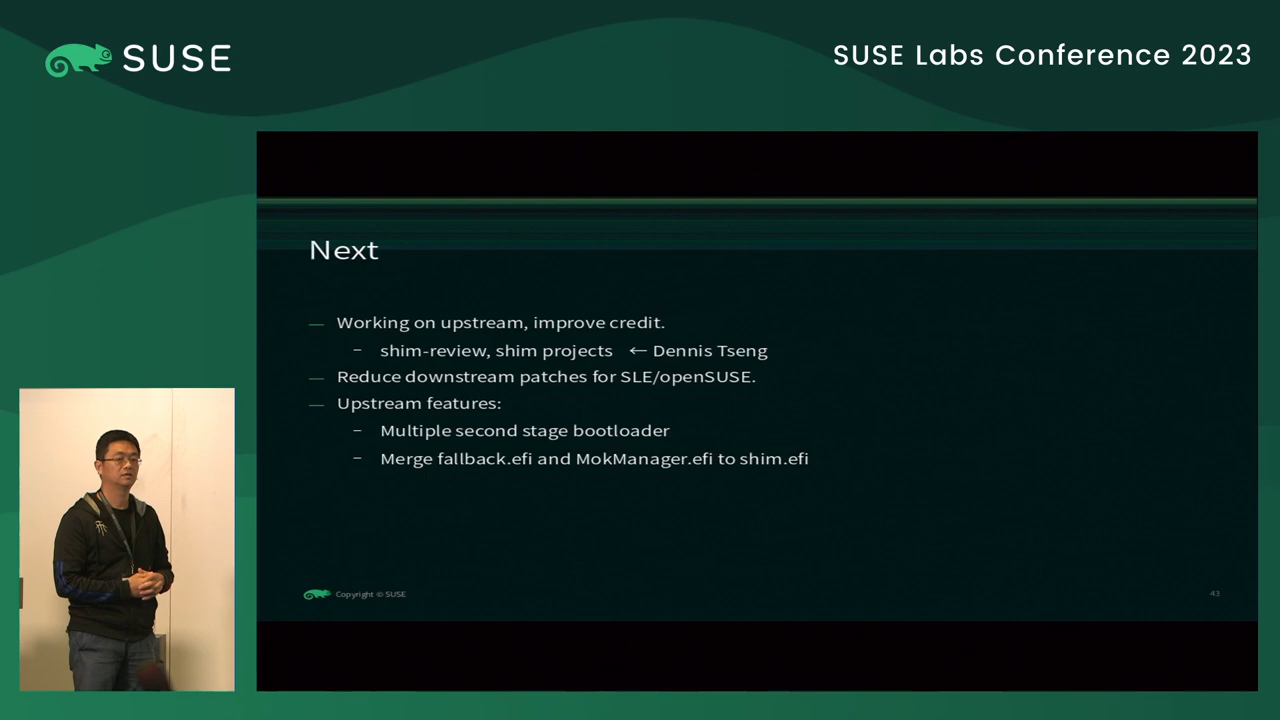 SUSE
SUSE Labs Conference 2023
Next
— Working on upstream, improve credit.
– shim-review, shim projects ← Dennis Tseng
— Reduce downstream patches for SLE/openSUSE.
— Upstream features:
– Multiple second stage bootloader
– Merge fallback.efi and MokManager.efi to shim.efi
Copyright © SUSE
43